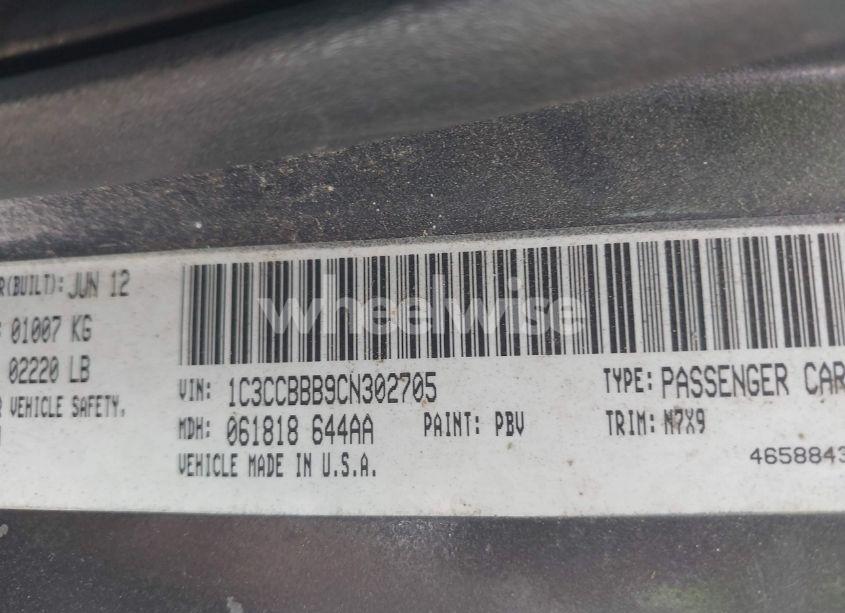 R(BUILT): JUN 12
: 01007 KG
02220 LB
R VEHICLE SAFETY,
VIN: 1C3CCBBB9CN302705
TYPE: PASSENGER CAR
MDH: 061818 644AA
PAINT: PBV
TRIM: M7X9
VEHICLE MADE IN U.S.A.
4658843
wheelwise